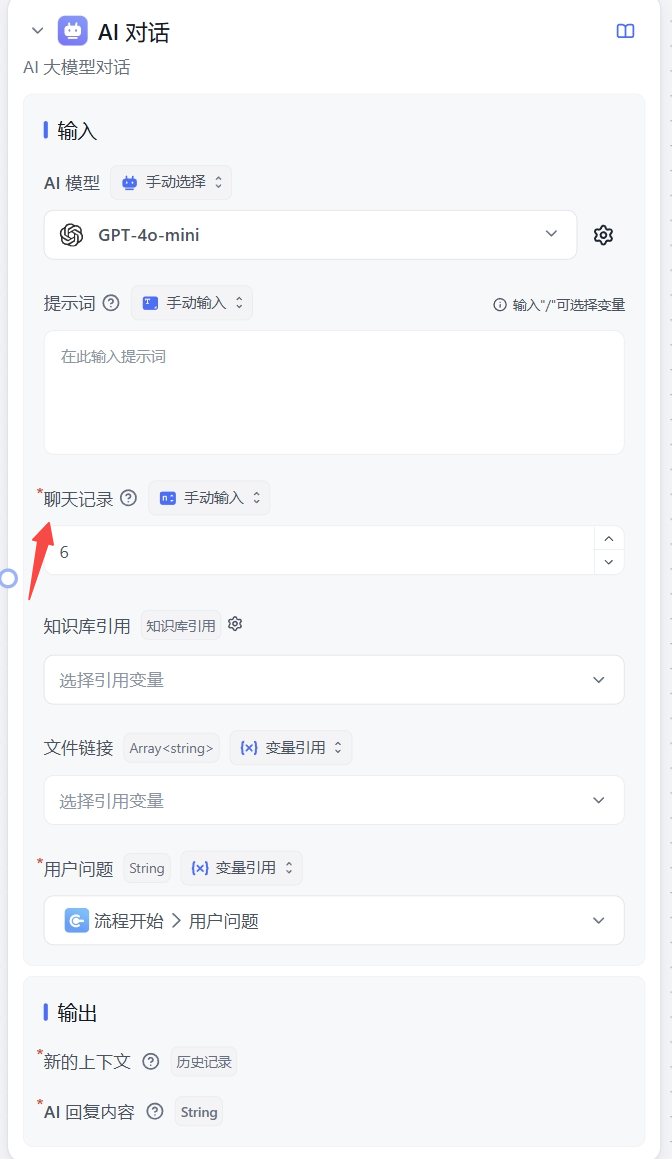 AI 对话
AI 大模型对话
输入
AI 模型 手动选择
GPT-4o-mini
提示词 手动输入 输入"/"可选择变量
在此输入提示词
*聊天记录 手动输入
6
知识库引用 知识库引用
选择引用变量
文件链接 Array<string> 变量引用
选择引用变量
*用户问题 String 变量引用
流程开始 > 用户问题
输出
*新的上下文 历史记录
*AI 回复内容 String